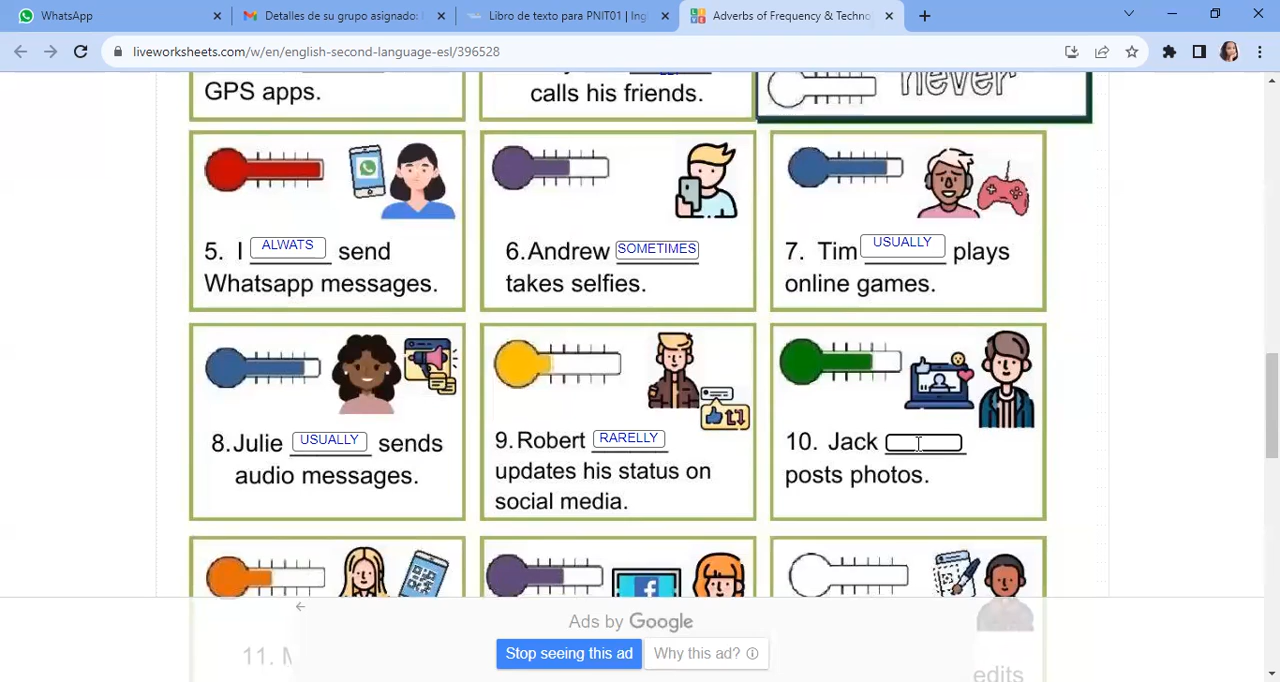 WhatsApp
Detalles de su grupo asignado:
Libro de texto para PNIT01 | Ing
Adverbs of Frequency & Techno
liveworksheets.com/w/en/english-second-language-esl/396528
GPS apps.
calls his friends.
never
5. I ALWATS send
Whatsapp messages.
6.Andrew SOMETIMES
takes selfies.
7. Tim USUALLY plays
online games.
8.Julie USUALLY sends
audio messages.
9.Robert RARELLY
updates his status on
social media.
10. Jack
posts photos.
Ads by Google
Stop seeing this ad
Why this ad?
11. M
edits